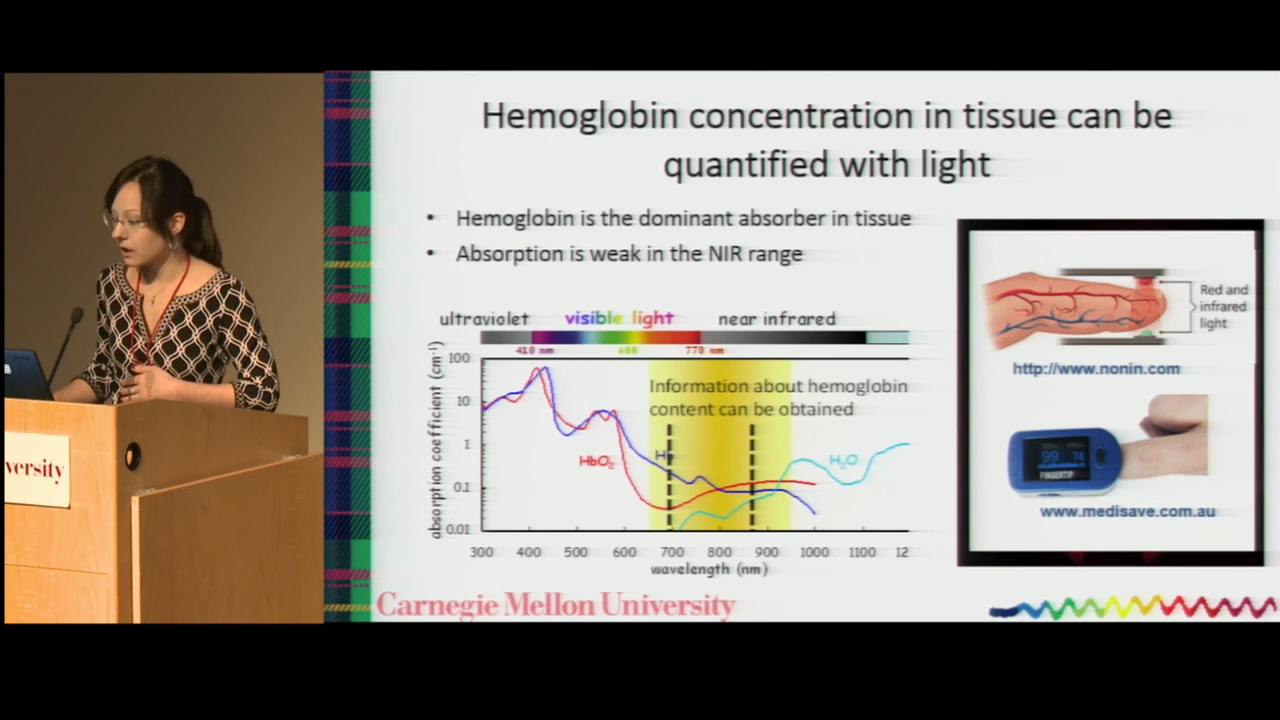 Hemoglobin concentration in tissue can be
quantified with light
• Hemoglobin is the dominant absorber in tissue
• Absorption is weak in the NIR range
ultraviolet visible light near infrared
410 nm 600 770 nm
absorption coefficient (cm⁻¹)
100
10
1
0.1
0.01
Information about hemoglobin
content can be obtained
HbO₂
Hb
H₂O
300 400 500 600 700 800 900 1000 1100 12
wavelength (nm)
Red and
infrared
light
http://www.nonin.com
99 74
FINGERTIP
www.medisave.com.au
Carnegie Mellon University
versity